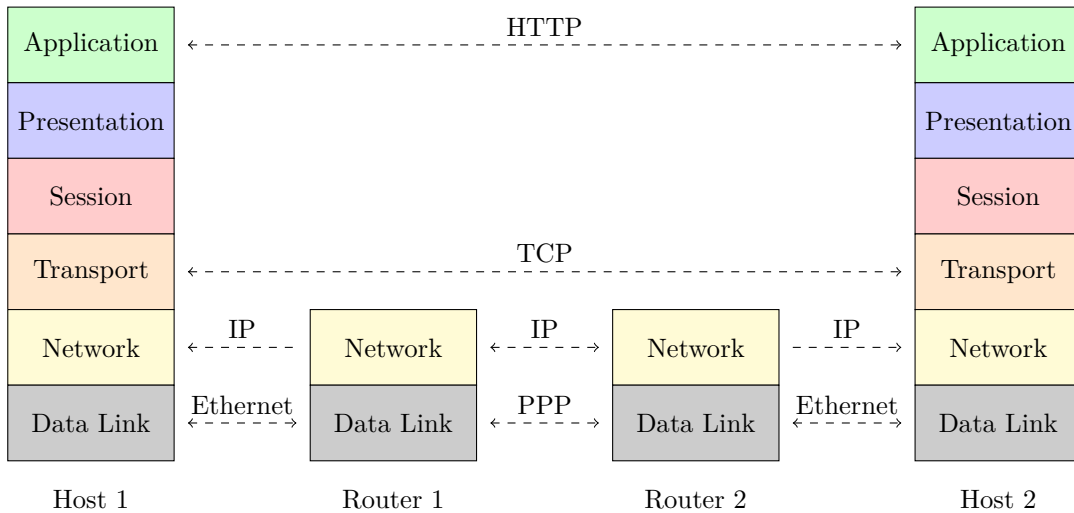 Application HTTP Application
Presentation Presentation
Session Session
Transport TCP Transport
Network IP Network IP Network IP Network
Data Link Ethernet Data Link PPP Data Link Ethernet Data Link
Host 1 Router 1 Router 2 Host 2